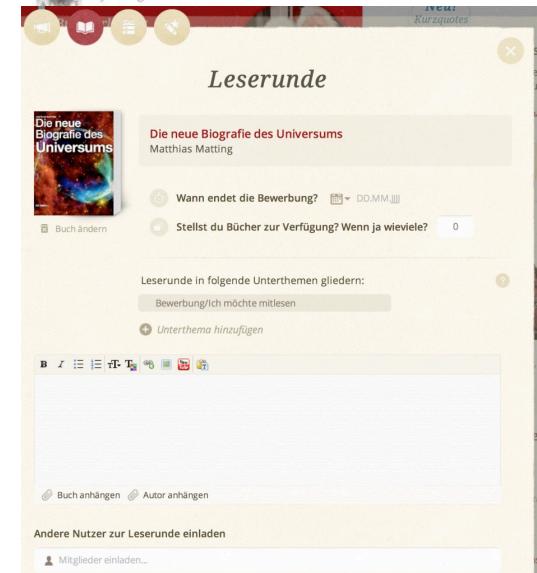 Neu!
Kurzquotes
Leserunde
Die neue
Biografie des
Universums
Die neue Biografie des Universums
Matthias Matting
Buch ändern
Wann endet die Bewerbung? DD.MM.JJJJ
Stellst du Bücher zur Verfügung? Wenn ja wieviele? 0
Leserunde in folgende Unterthemen gliedern: ?
Bewerbung/Ich möchte mitlesen
Unterthema hinzufügen
B I
Buch anhängen Autor anhängen
Andere Nutzer zur Leserunde einladen
Mitglieder einladen...